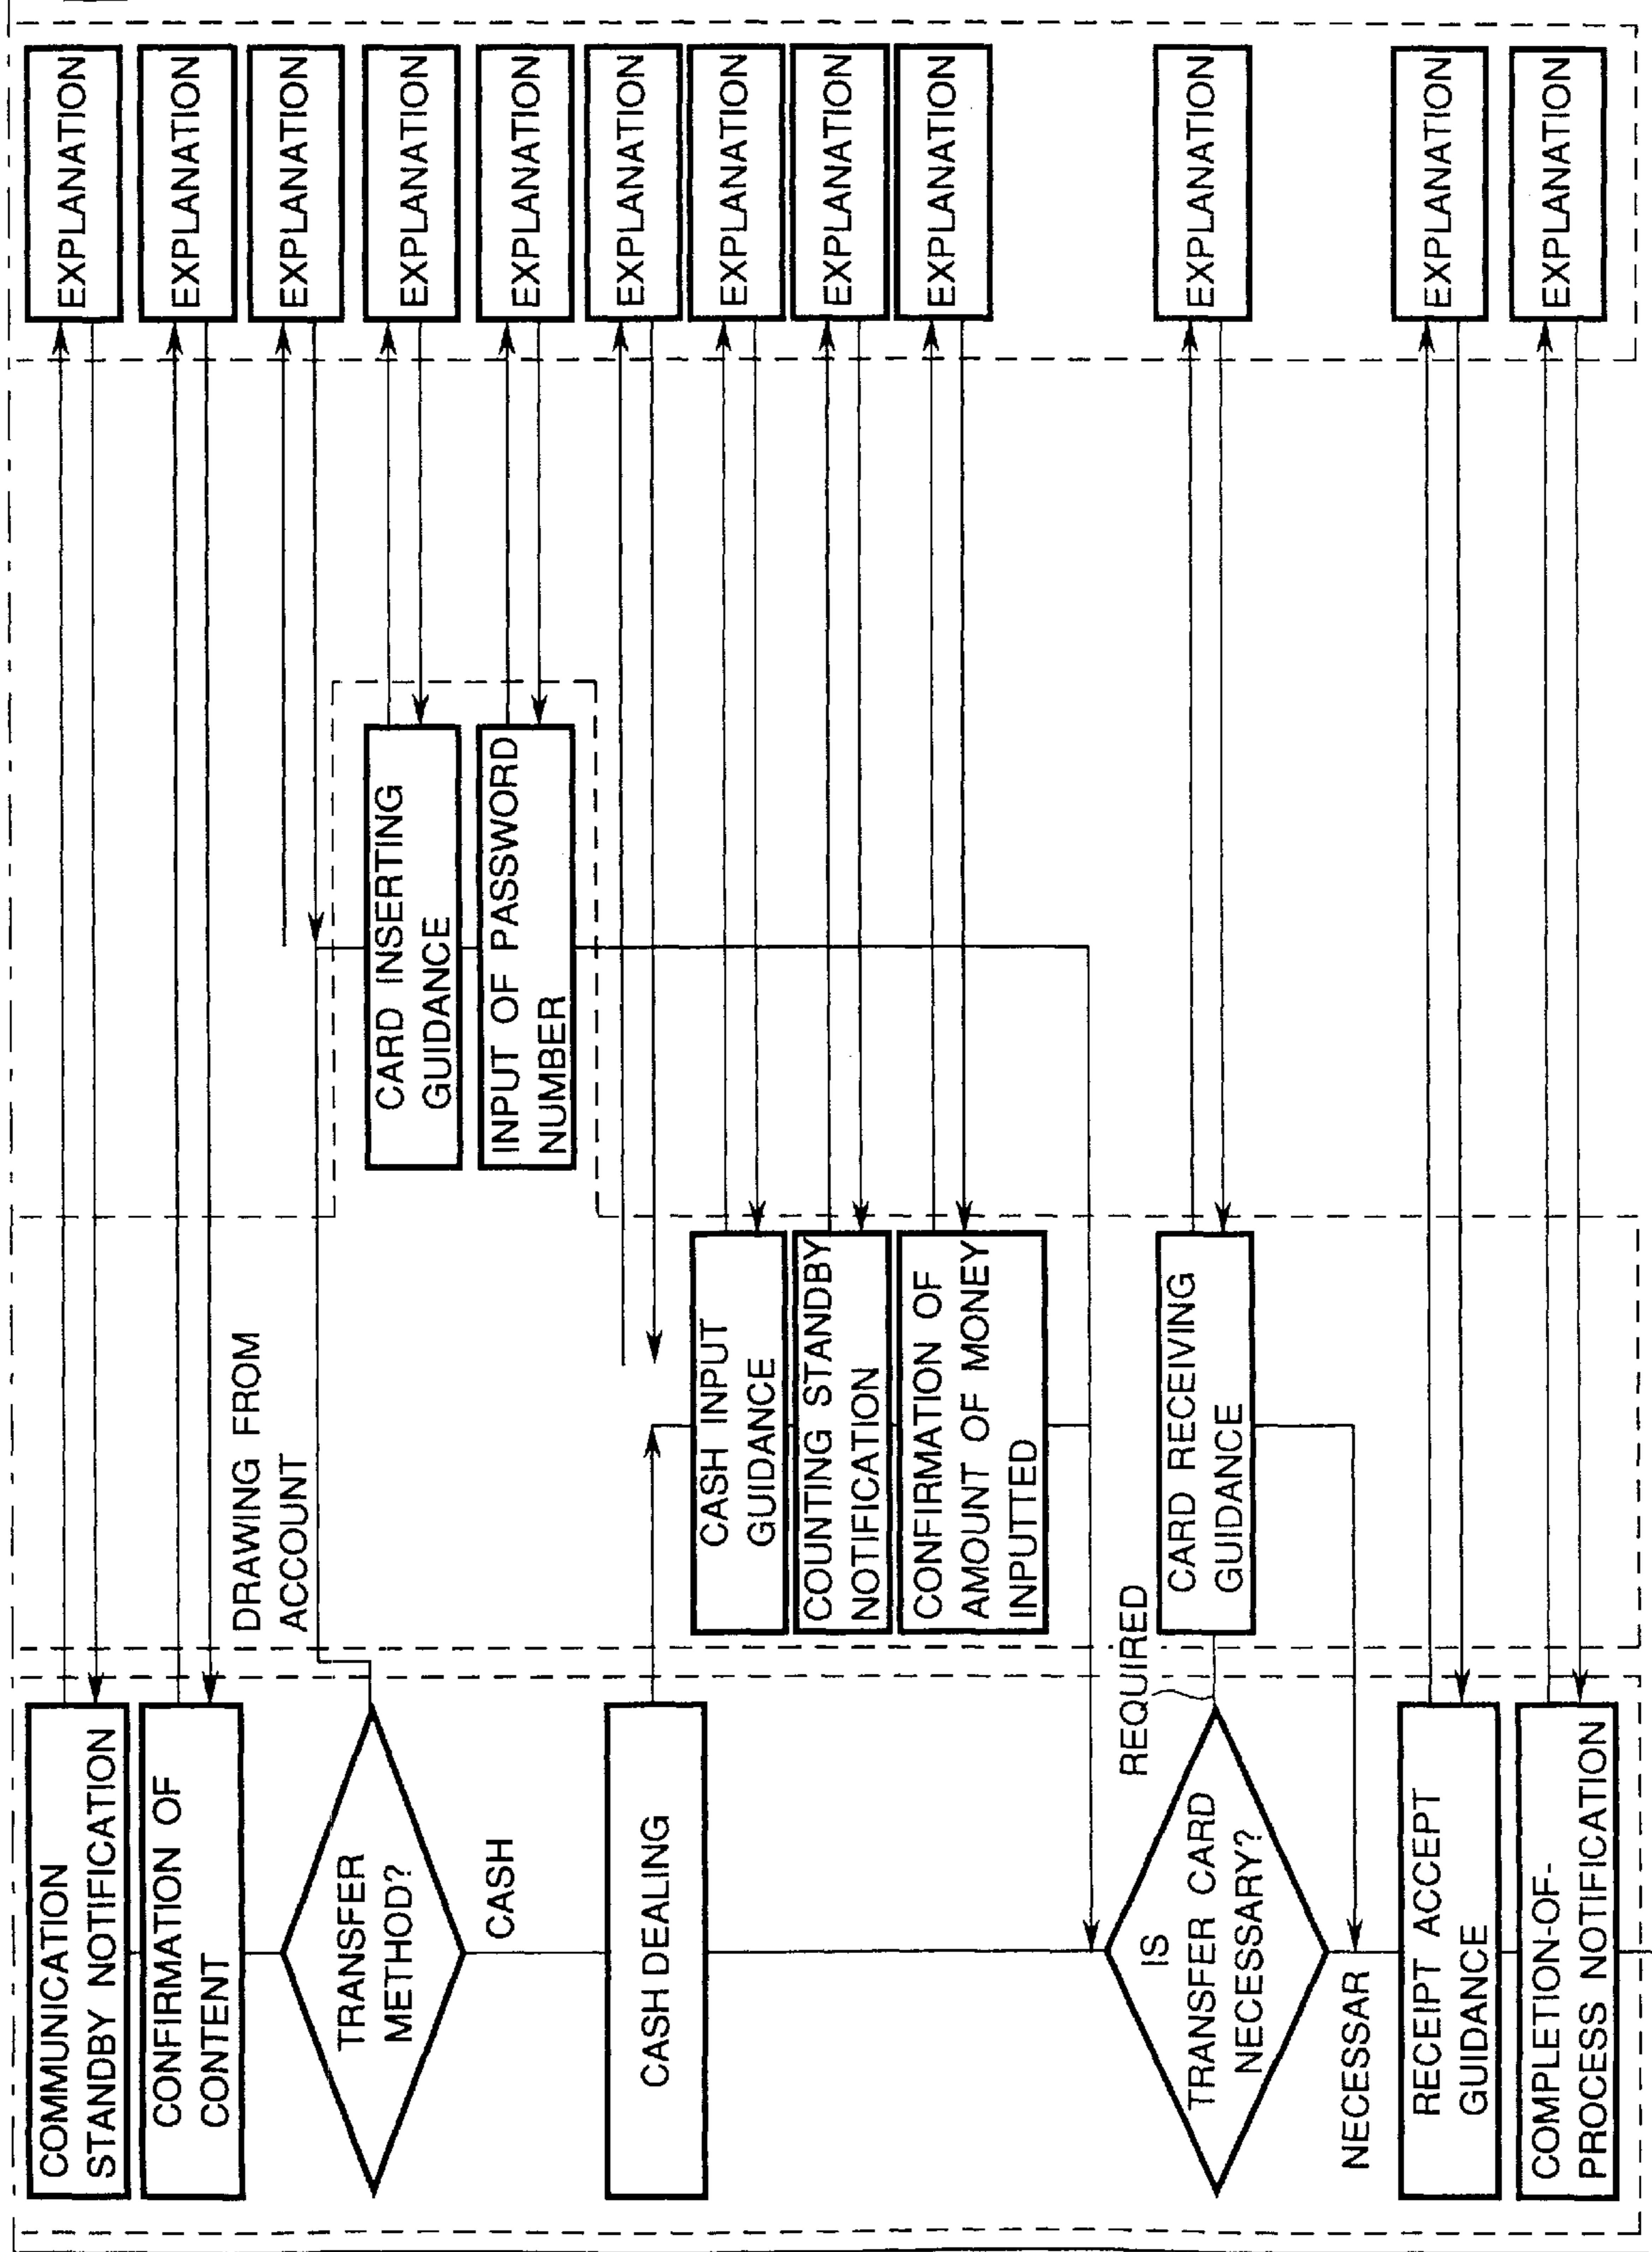 COMMUNICATION
STANDBY NOTIFICATION
EXPLANATION
CONFIRMATION OF
CONTENT
EXPLANATION
DRAWING FROM
ACCOUNT
EXPLANATION
TRANSFER
METHOD?
CARD INSERTING
GUIDANCE
EXPLANATION
CASH
INPUT OF PASSWORD
NUMBER
EXPLANATION
CASH DEALING
EXPLANATION
CASH INPUT
GUIDANCE
EXPLANATION
COUNTING STANDBY
NOTIFICATION
EXPLANATION
CONFIRMATION OF
AMOUNT OF MONEY
INPUTTED
EXPLANATION
REQUIRED
IS
TRANSFER CARD
NECESSARY?
CARD RECEIVING
GUIDANCE
EXPLANATION
NECESSAR
RECEIPT ACCEPT
GUIDANCE
EXPLANATION
COMPLETION-OF-
PROCESS NOTIFICATION
EXPLANATION